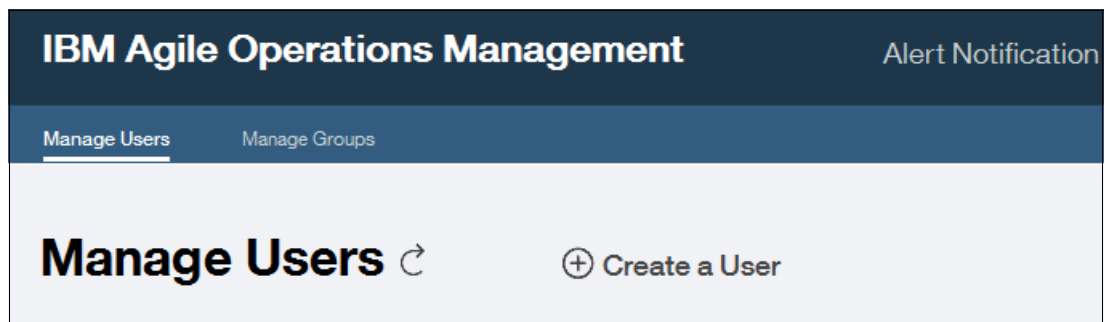 IBM Agile Operations Management Alert Notification
Manage Users Manage Groups
Manage Users Create a User